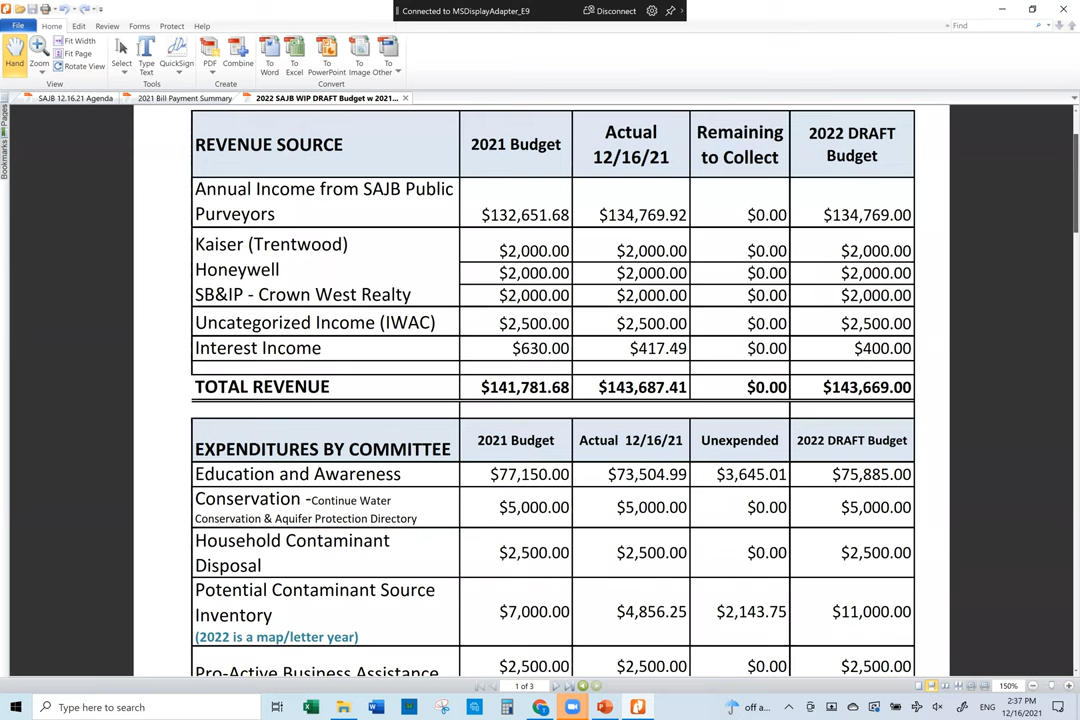 Connected to MSDisplayAdapter_E9 Disconnect
File Home Edit Review Forms Protect Help Find
Hand Zoom Fit Width Fit Page Rotate View Select Type Text QuickSign PDF Combine To Word To Excel To PowerPoint To Image To Other
View Tools Create Convert
SAJB 12.16.21 Agenda 2021 Bill Payment Summary 2022 SAJB WIP DRAFT Budget w 2021...
Pages
Bookmarks
REVENUE SOURCE 2021 Budget Actual 12/16/21 Remaining to Collect 2022 DRAFT Budget
Annual Income from SAJB Public
Purveyors $132,651.68 $134,769.92 $0.00 $134,769.00
Kaiser (Trentwood) $2,000.00 $2,000.00 $0.00 $2,000.00
Honeywell $2,000.00 $2,000.00 $0.00 $2,000.00
SB&IP - Crown West Realty $2,000.00 $2,000.00 $0.00 $2,000.00
Uncategorized Income (IWAC) $2,500.00 $2,500.00 $0.00 $2,500.00
Interest Income $630.00 $417.49 $0.00 $400.00
TOTAL REVENUE $141,781.68 $143,687.41 $0.00 $143,669.00
EXPENDITURES BY COMMITTEE 2021 Budget Actual 12/16/21 Unexpended 2022 DRAFT Budget
Education and Awareness $77,150.00 $73,504.99 $3,645.01 $75,885.00
Conservation -Continue Water
Conservation & Aquifer Protection Directory $5,000.00 $5,000.00 $0.00 $5,000.00
Household Contaminant
Disposal $2,500.00 $2,500.00 $0.00 $2,500.00
Potential Contaminant Source
Inventory $7,000.00 $4,856.25 $2,143.75 $11,000.00
(2022 is a map/letter year)
Pro-Active Business Assistance $2,500.00 $2,500.00 $0.00 $2,500.00
1 of 3 150%
Type here to search off a... ENG 2:37 PM
12/16/2021